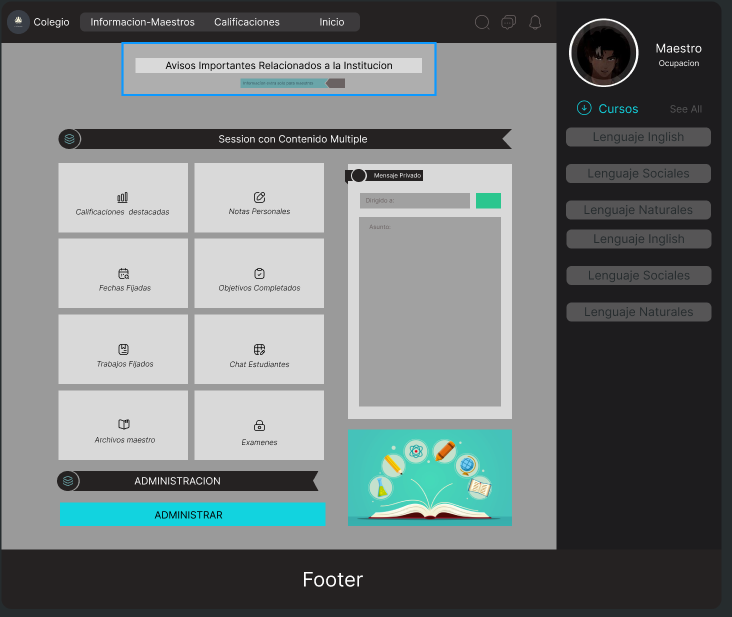 Colegio
Informacion-Maestros
Calificaciones
Inicio
Avisos Importantes Relacionados a la Institucion
Session con Contenido Multiple
Calificaciones destacadas
Notas Personales
Fechas Fijadas
Objetivos Completados
Trabajos Fijados
Chat Estudiantes
Archivos maestro
Examenes
Mensaje Privado
Dirigirlo a:
Asunto:
ADMINISTRACION
ADMINISTRAR
Maestro
Ocupacion
Cursos
See All
Lenguaje Inglish
Lenguaje Sociales
Lenguaje Naturales
Lenguaje Inglish
Lenguaje Sociales
Lenguaje Naturales
Footer